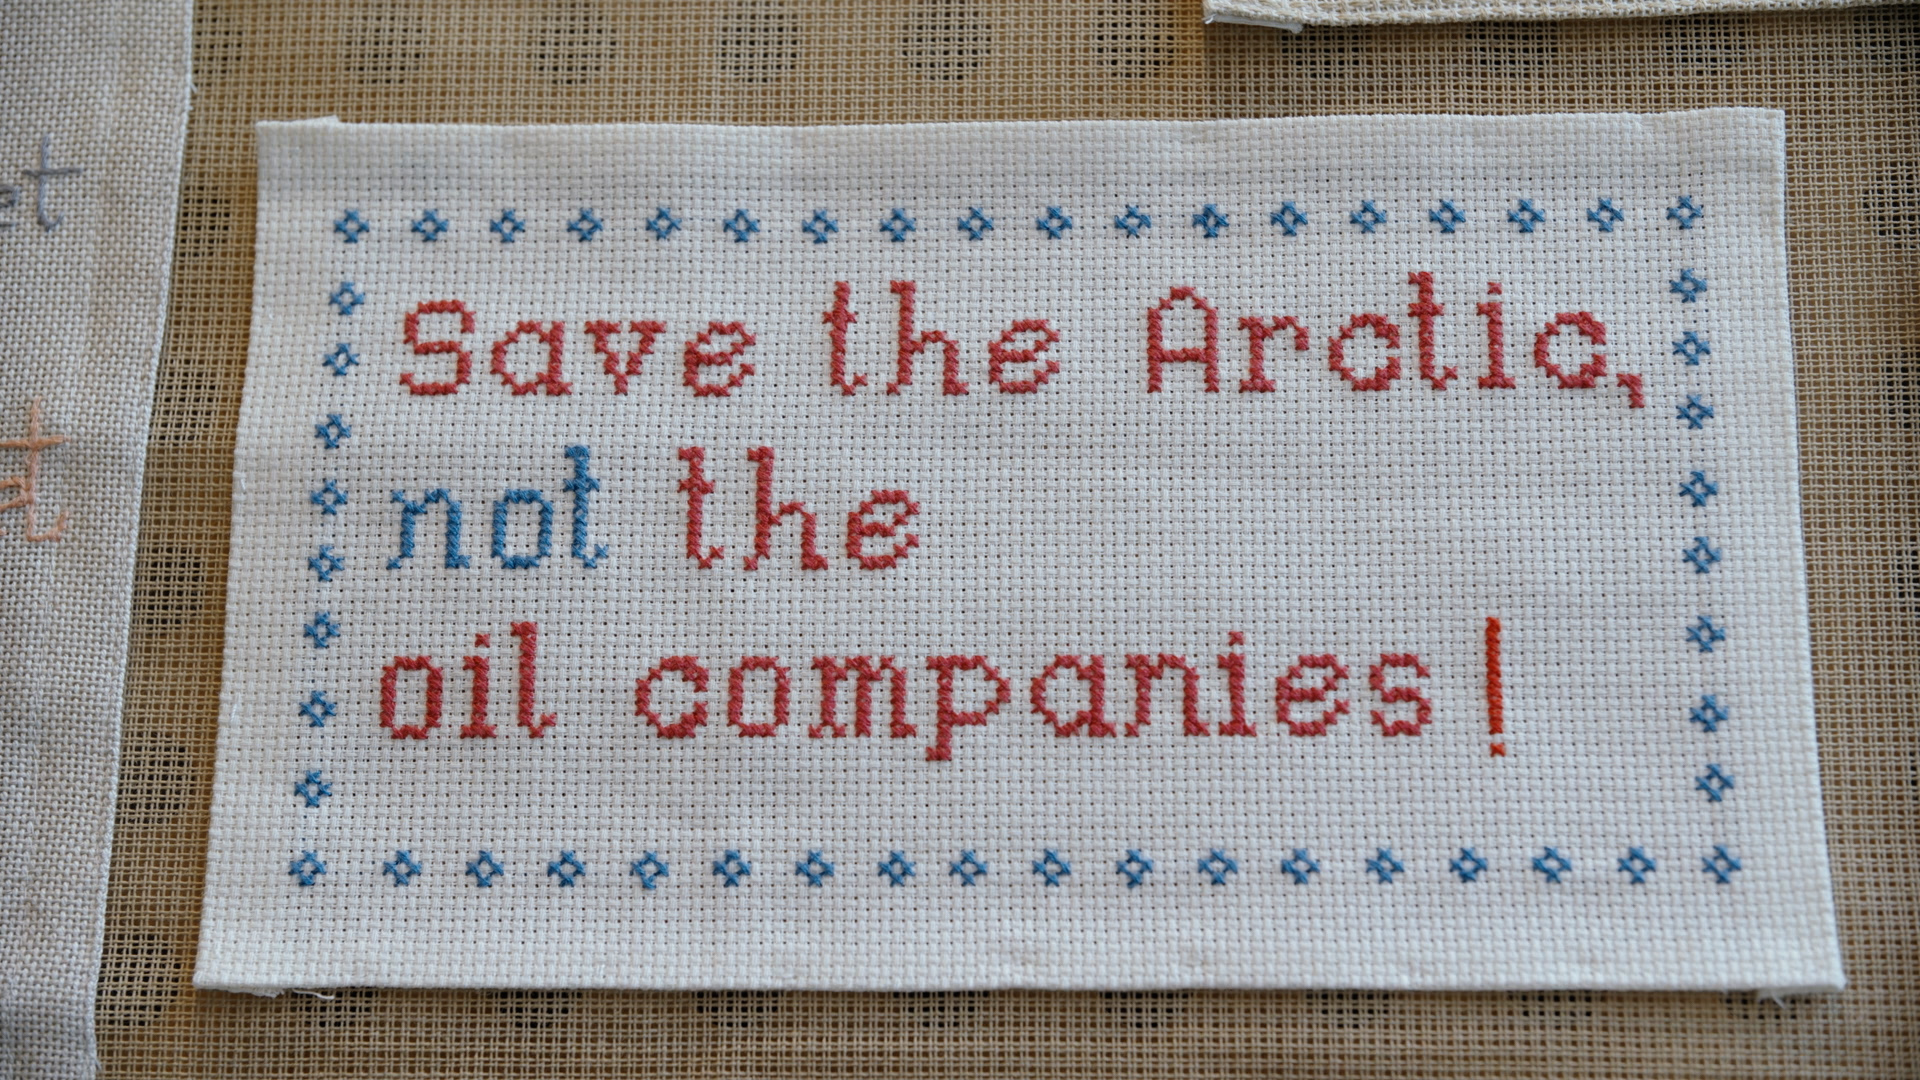 Save the Arctic,
not the
oil companies!